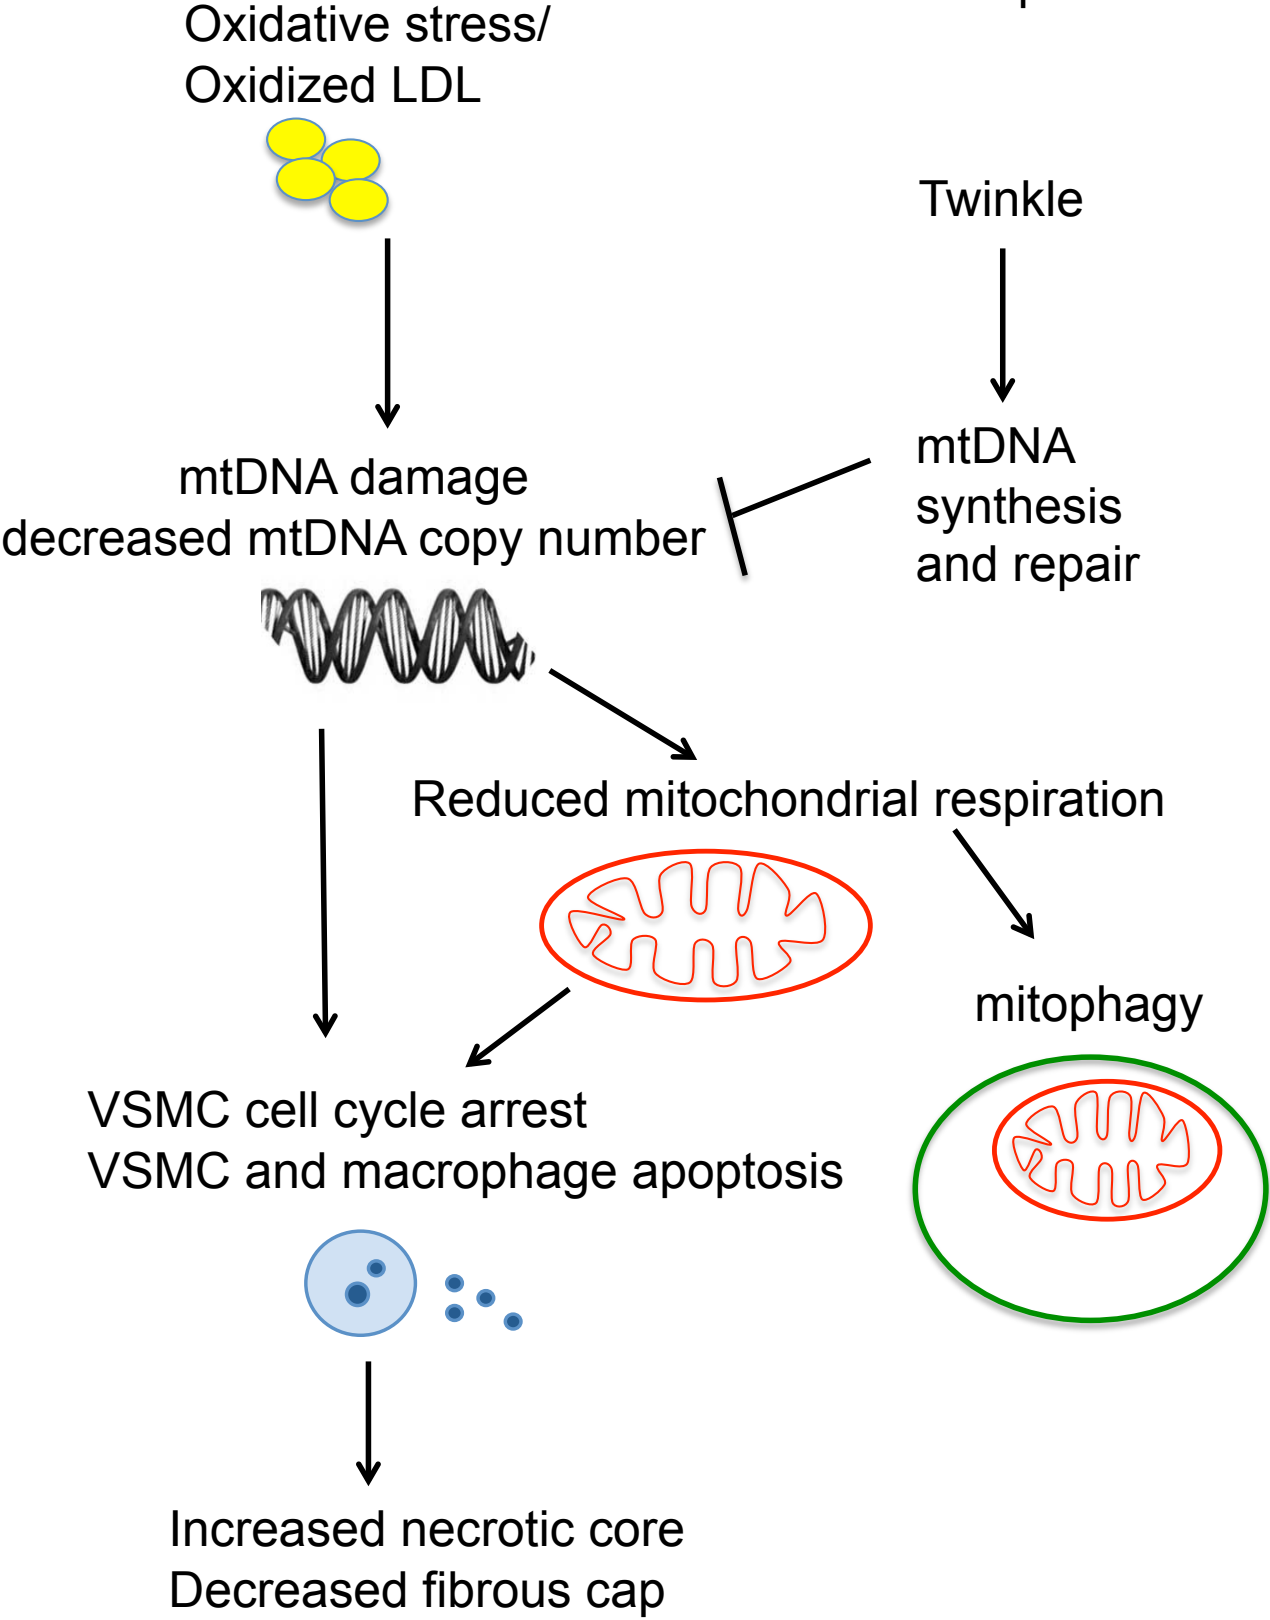 Oxidative stress/
Oxidized LDL
Twinkle
mtDNA
synthesis
and repair
mtDNA damage
decreased mtDNA copy number
Reduced mitochondrial respiration
mitophagy
VSMC cell cycle arrest
VSMC and macrophage apoptosis
Increased necrotic core
Decreased fibrous cap